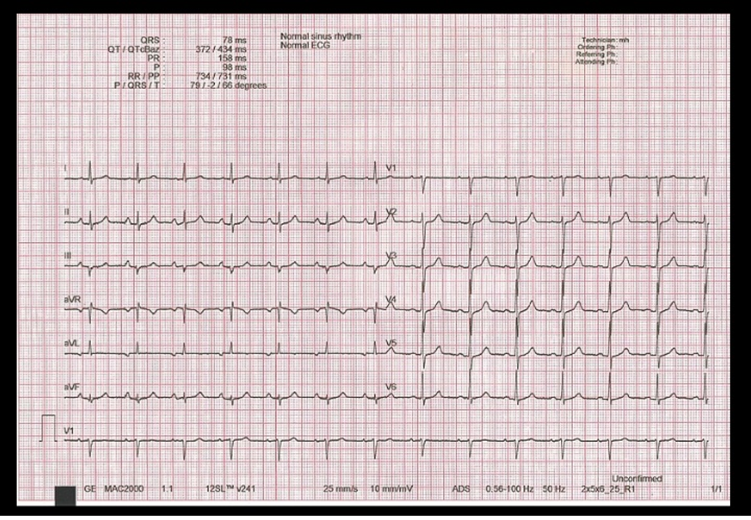 QRS : 78 ms
QT / QTcBaz : 372 / 434 ms
PR : 158 ms
P : 98 ms
RR / PP : 734 / 731 ms
P / QRS / T : 79 / -2 / 66 degrees
Normal sinus rhythm
Normal ECG
Technician: mh
Ordering Ph:
Referring Ph:
Attending Ph:
I V1
II V2
III V3
aVR V4
aVL V5
aVF V6
V1
Unconfirmed
GE MAC2000 1.1 12SL™ v241 25 mm/s 10 mm/mV ADS 0.56-100 Hz 50 Hz 2x5x6_25_R1 1/1